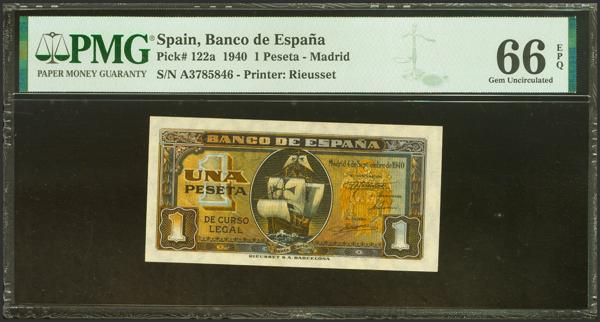 PMG
PAPER MONEY GUARANTY
Spain, Banco de España
Pick# 122a 1940 1 Peseta - Madrid
S/N A3785846 - Printer: Rieusset
66 EPQ
Gem Uncirculated
BANCO DE ESPAÑA
Madrid 4 de Septiembre de 1940
1
UNA
PESETA
DE CURSO
LEGAL
1
1
RIEUSSET S.A. BARCELONA